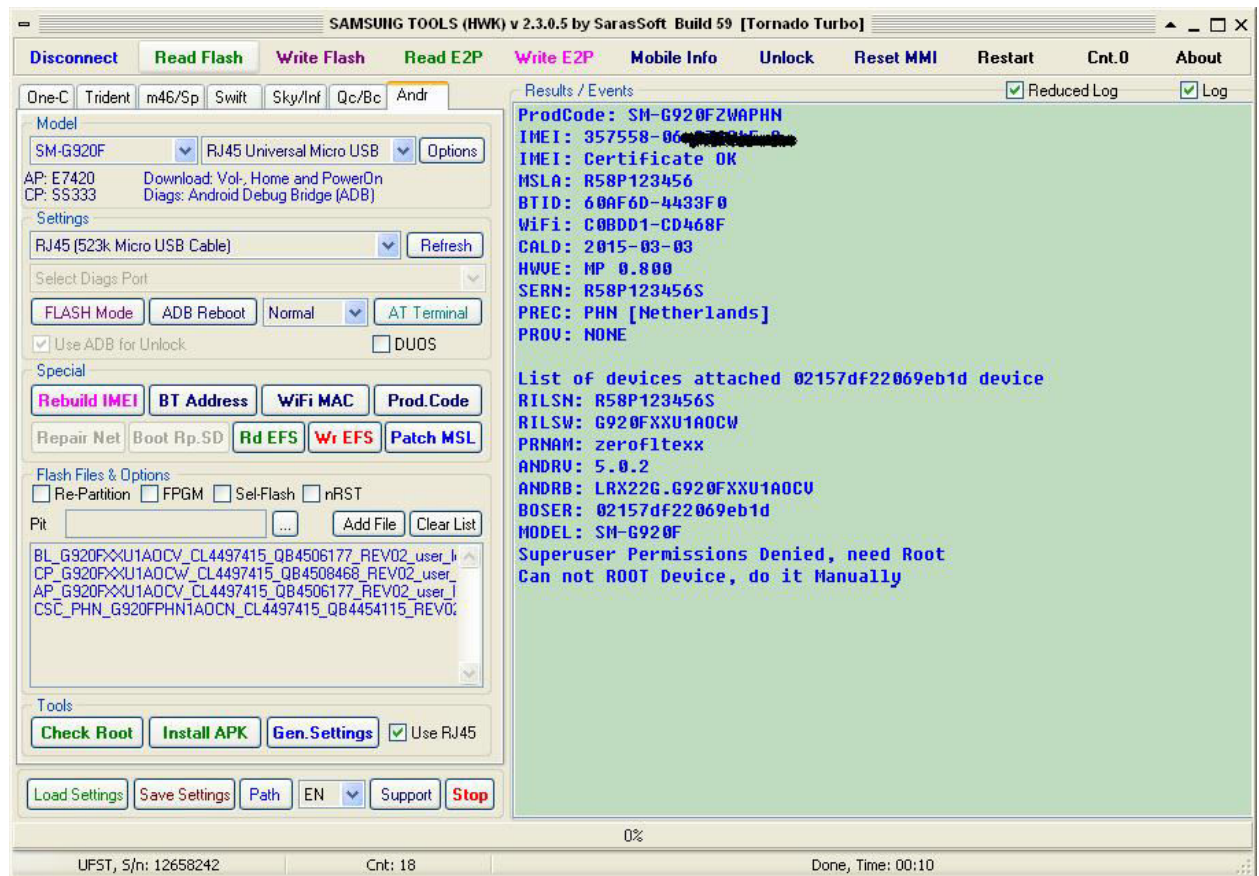 SAMSUNG TOOLS (HWK) v 2.3.0.5 by SarasSoft Build 59 [Tornado Turbo]
Disconnect Read Flash Write Flash Read E2P Write E2P Mobile Info Unlock Reset MMI Restart Cnt.0 About
One-C Trident m46/Sp Swift Sky/Inf Qc/Bc Andr
Model
SM-G920F RJ45 Universal Micro USB Options
AP: E7420 Download: Vol-, Home and PowerOn
CP: SS333 Diags: Android Debug Bridge (ADB)
Settings
RJ45 (523k Micro USB Cable) Refresh
Select Diags Port
FLASH Mode ADB Reboot Normal AT Terminal
Use ADB for Unlock DUOS
Special
Rebuild IMEI BT Address WiFi MAC Prod.Code
Repair Net Boot Rp.SD Rd EFS Wr EFS Patch MSL
Flash Files & Options
Re-Partition FPGM Sel-Flash nRST
Pit ... Add File Clear List
BL_G920FXXU1AOCV_CL4497415_QB4506177_REV02_user_l
CP_G920FXXU1AOCW_CL4497415_QB4508468_REV02_user_
AP_G920FXXU1AOCV_CL4497415_QB4506177_REV02_user_l
CSC_PHN_G920FPHN1AOCN_CL4497415_QB4454115_REV02
Tools
Check Root Install APK Gen.Settings Use RJ45
Load Settings Save Settings Path EN Support Stop
Results / Events Reduced Log Log
ProdCode: SM-G920FZWAPHN
IMEI: 357558-06
IMEI: Certificate OK
MSLA: R58P123456
BTID: 60AF6D-4433F0
WiFi: C0BDD1-CD468F
CALD: 2015-03-03
HWVE: MP 0.800
SERN: R58P123456S
PREC: PHN [Netherlands]
PROV: NONE
List of devices attached 02157df22069eb1d device
RILSN: R58P123456S
RILSW: G920FXXU1AOCW
PRNAM: zerofltexx
ANDRV: 5.0.2
ANDRB: LRX22G.G920FXXU1AOCV
BOSER: 02157df22069eb1d
MODEL: SM-G920F
Superuser Permissions Denied, need Root
Can not ROOT Device, do it Manually
0%
UFST, S/n: 12658242 Cnt: 18 Done, Time: 00:10